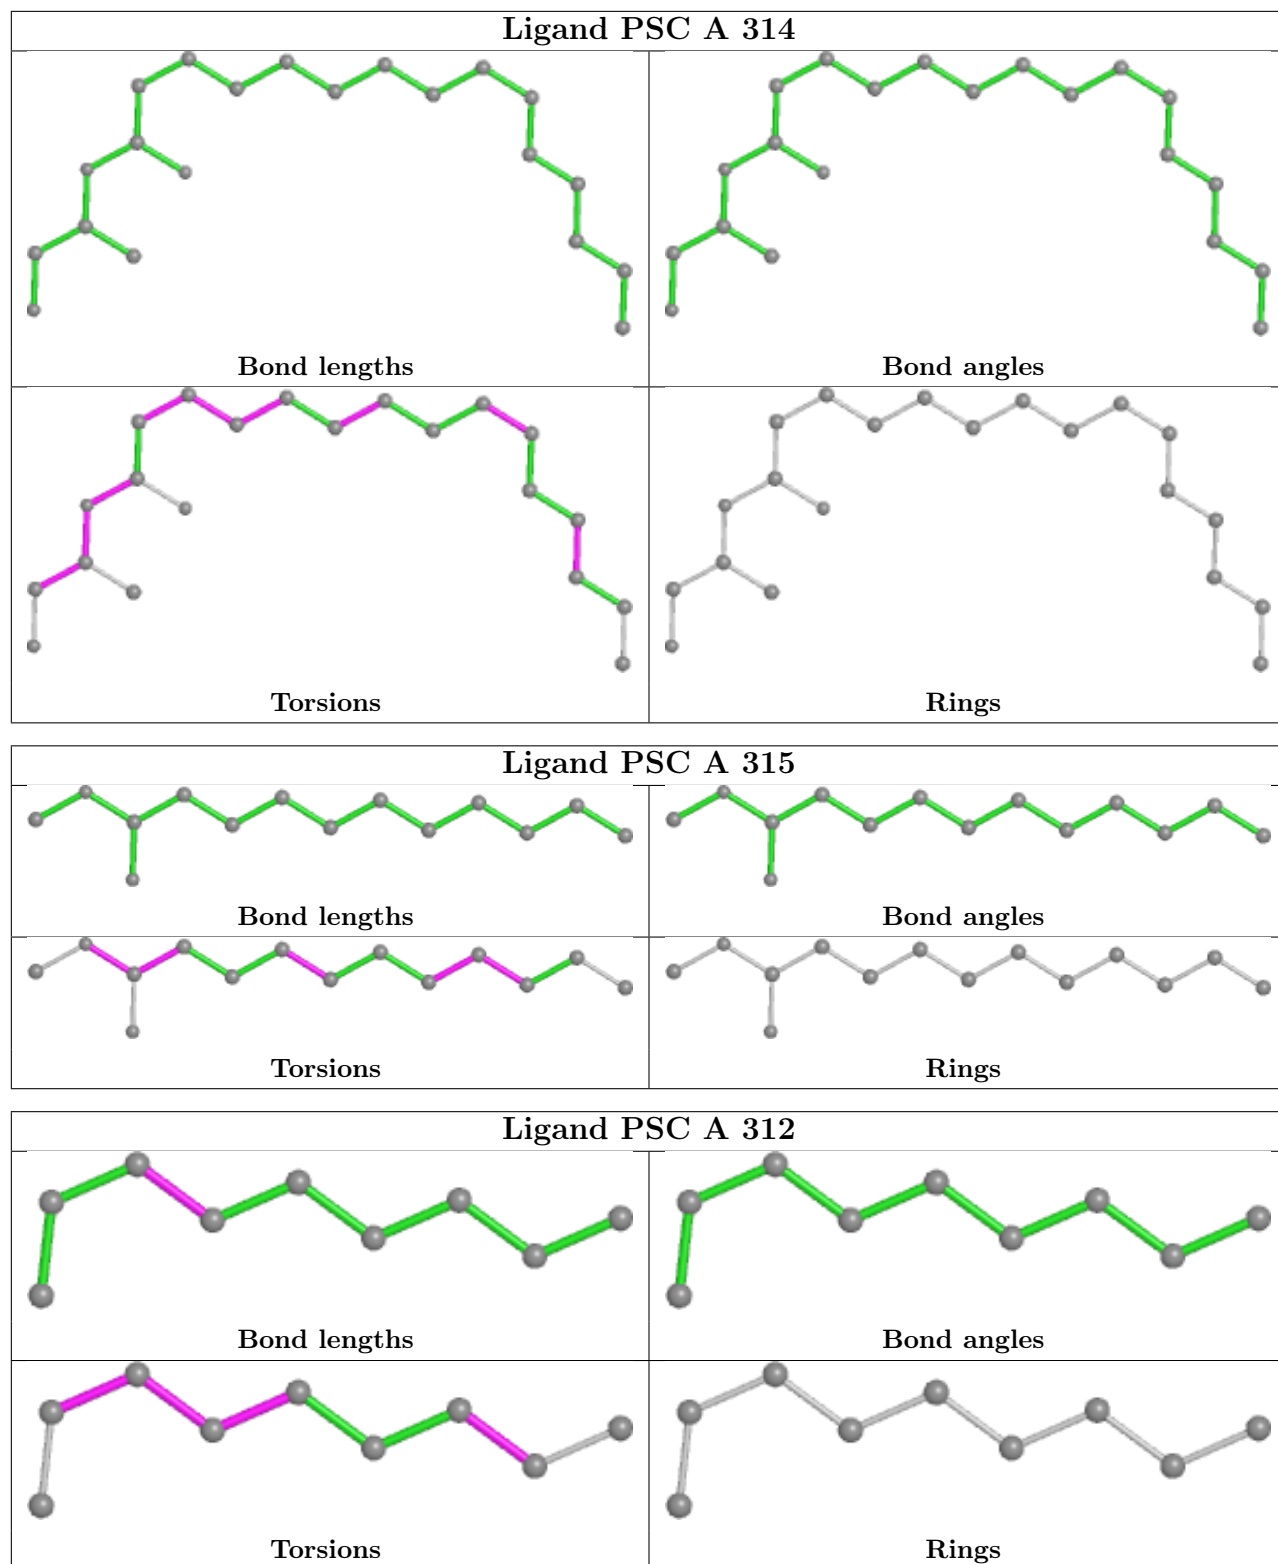 Ligand PSC A 314
Bond lengths
Bond angles
Torsions
Rings
Ligand PSC A 315
Bond lengths
Bond angles
Torsions
Rings
Ligand PSC A 312
Bond lengths
Bond angles
Torsions
Rings